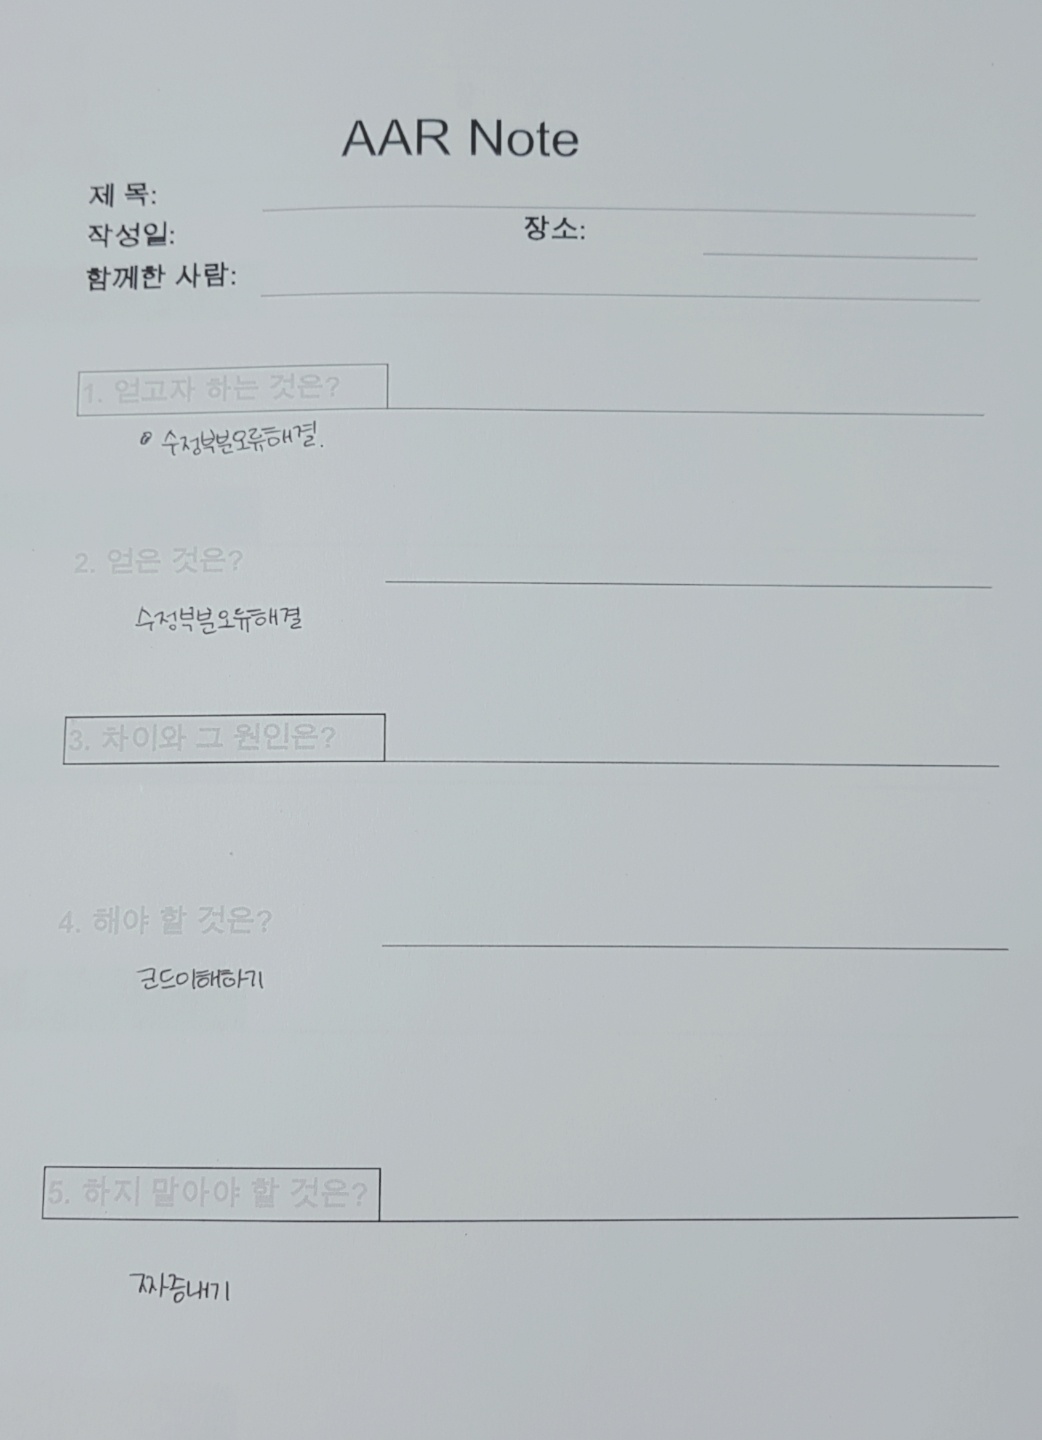 AAR Note
제 목:
작성일: 장소:
함께한 사람:
1. 얻고자 하는 것은?
수정부분오류해결.
2. 얻은 것은?
수정부분오류해결
3. 차이와 그 원인은?
4. 해야 할 것은?
코드이해하기
5. 하지 말아야 할 것은?
짜증내기